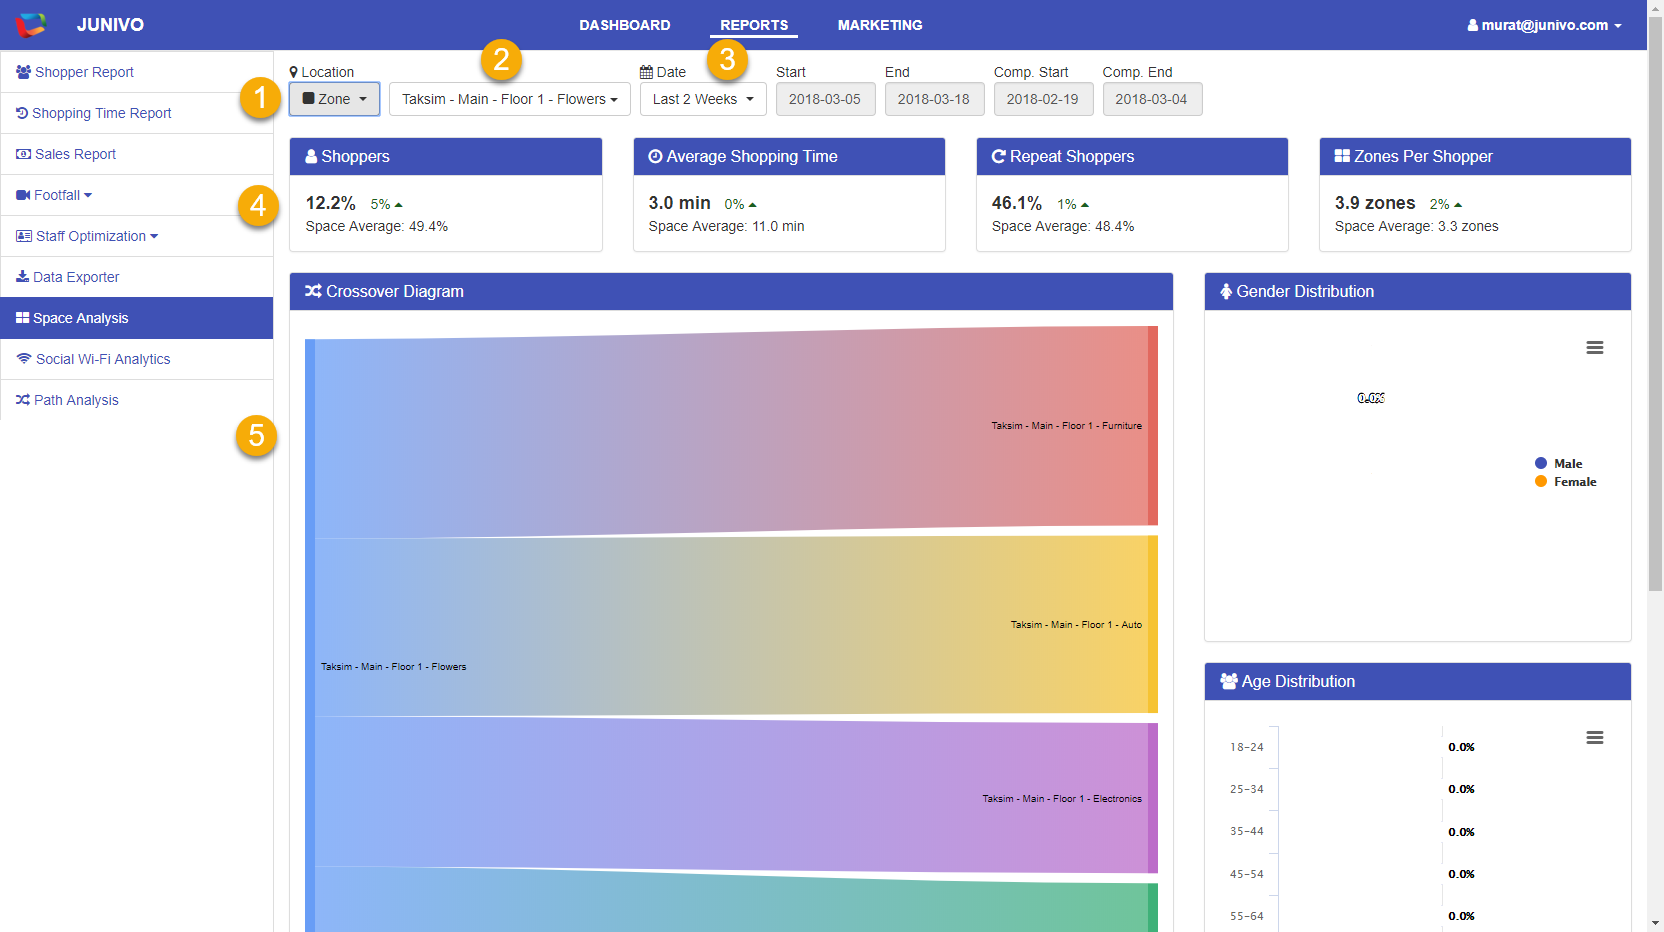 JUNIVO
DASHBOARD REPORTS MARKETING
murat@junivo.com
Shopper Report
Shopping Time Report
Sales Report
Footfall
Staff Optimization
Data Exporter
Space Analysis
Social Wi-Fi Analytics
Path Analysis
1
2
3
4
5
Location
Zone
Taksim - Main - Floor 1 - Flowers
Date
Last 2 Weeks
Start
2018-03-05
End
2018-03-18
Comp. Start
2018-02-19
Comp. End
2018-03-04
Shoppers
12.2% 5%
Space Average: 49.4%
Average Shopping Time
3.0 min 0%
Space Average: 11.0 min
Repeat Shoppers
46.1% 1%
Space Average: 48.4%
Zones Per Shopper
3.9 zones 2%
Space Average: 3.3 zones
Crossover Diagram
Taksim - Main - Floor 1 - Furniture
Taksim - Main - Floor 1 - Auto
Taksim - Main - Floor 1 - Flowers
Taksim - Main - Floor 1 - Electronics
Gender Distribution
0.0%
Male
Female
Age Distribution
18-24 0.0%
25-34 0.0%
35-44 0.0%
45-54 0.0%
55-64 0.0%